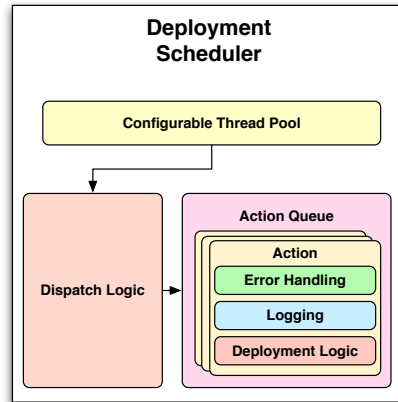 Deployment
Scheduler
Configurable Thread Pool
Dispatch Logic
Action Queue
Action
Error Handling
Logging
Deployment Logic